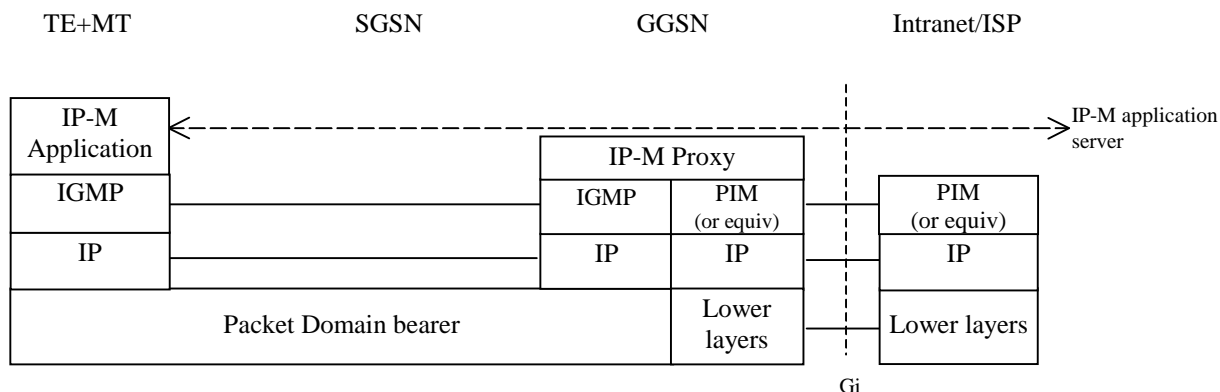 TE+MT SGSN GGSN Intranet/ISP
IP-M
Application
IP-M application
server
IP-M Proxy
IGMP IGMP PIM
(or equiv) PIM
(or equiv)
IP IP IP IP
Packet Domain bearer Lower
layers Lower layers
Gi